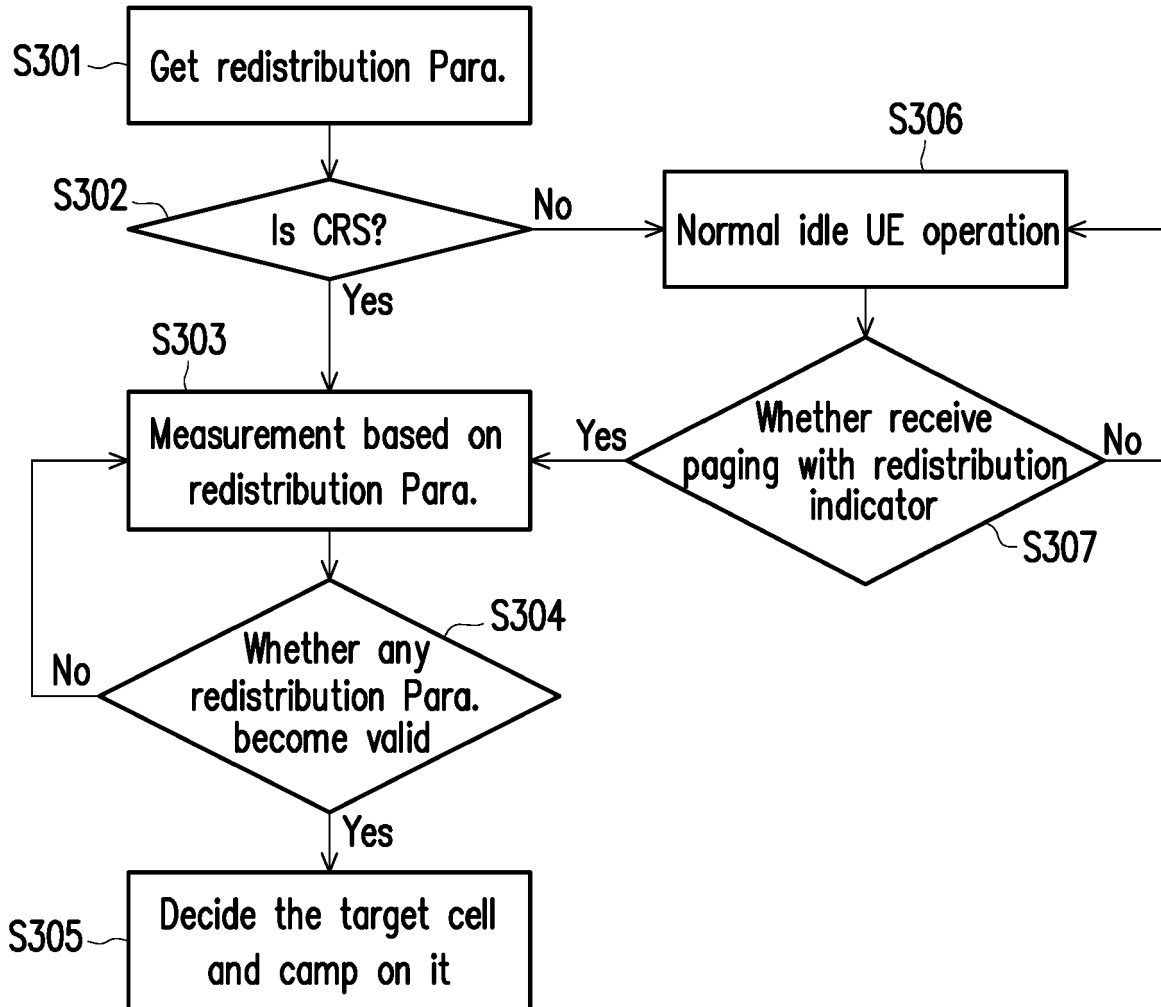 S301
Get redistribution Para.
S302
Is CRS?
No
Yes
S306
Normal idle UE operation
S303
Measurement based on
redistribution Para.
Yes
Whether receive
paging with redistribution
indicator
No
S307
S304
Whether any
redistribution Para.
become valid
No
Yes
S305
Decide the target cell
and camp on it